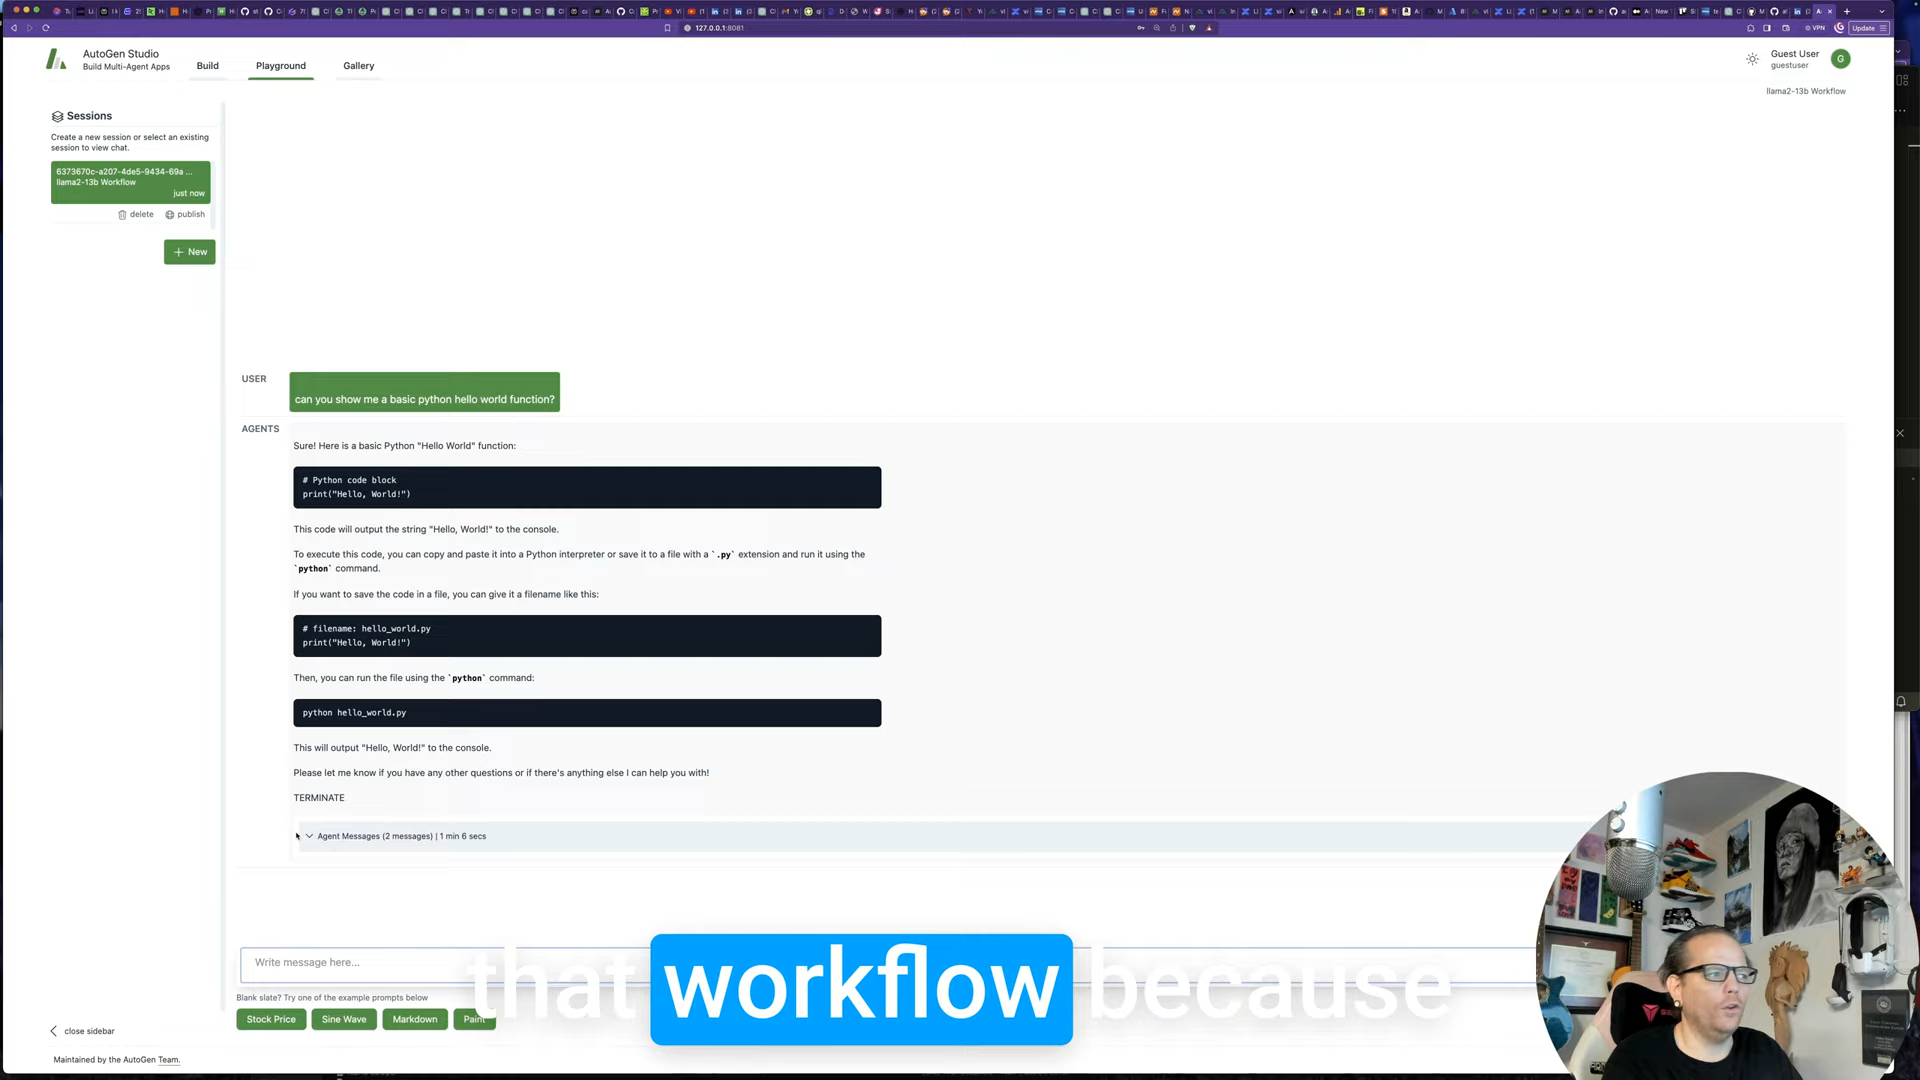 127.0.0.1:8081
VPN
Update
AutoGen Studio
Build Multi-Agent Apps
Build
Playground
Gallery
Guest User
guestuser
G
llama2-13b Workflow
Sessions
Create a new session or select an existing
session to view chat.
6373670c-a207-4de5-9434-69a ...
llama2-13b Workflow
just now
delete
publish
+ New
USER
can you show me a basic python hello world function?
AGENTS
Sure! Here is a basic Python "Hello World" function:
# Python code block
print("Hello, World!")
This code will output the string "Hello, World!" to the console.
To execute this code, you can copy and paste it into a Python interpreter or save it to a file with a `.py` extension and run it using the
`python` command.
If you want to save the code in a file, you can give it a filename like this:
# filename: hello_world.py
print("Hello, World!")
Then, you can run the file using the `python` command:
python hello_world.py
This will output "Hello, World!" to the console.
Please let me know if you have any other questions or if there's anything else I can help you with!
TERMINATE
Agent Messages (2 messages) | 1 min 6 secs
Write message here...
that workflow because
Blank slate? Try one of the example prompts below
Stock Price
Sine Wave
Markdown
Paint
close sidebar
Maintained by the AutoGen Team.